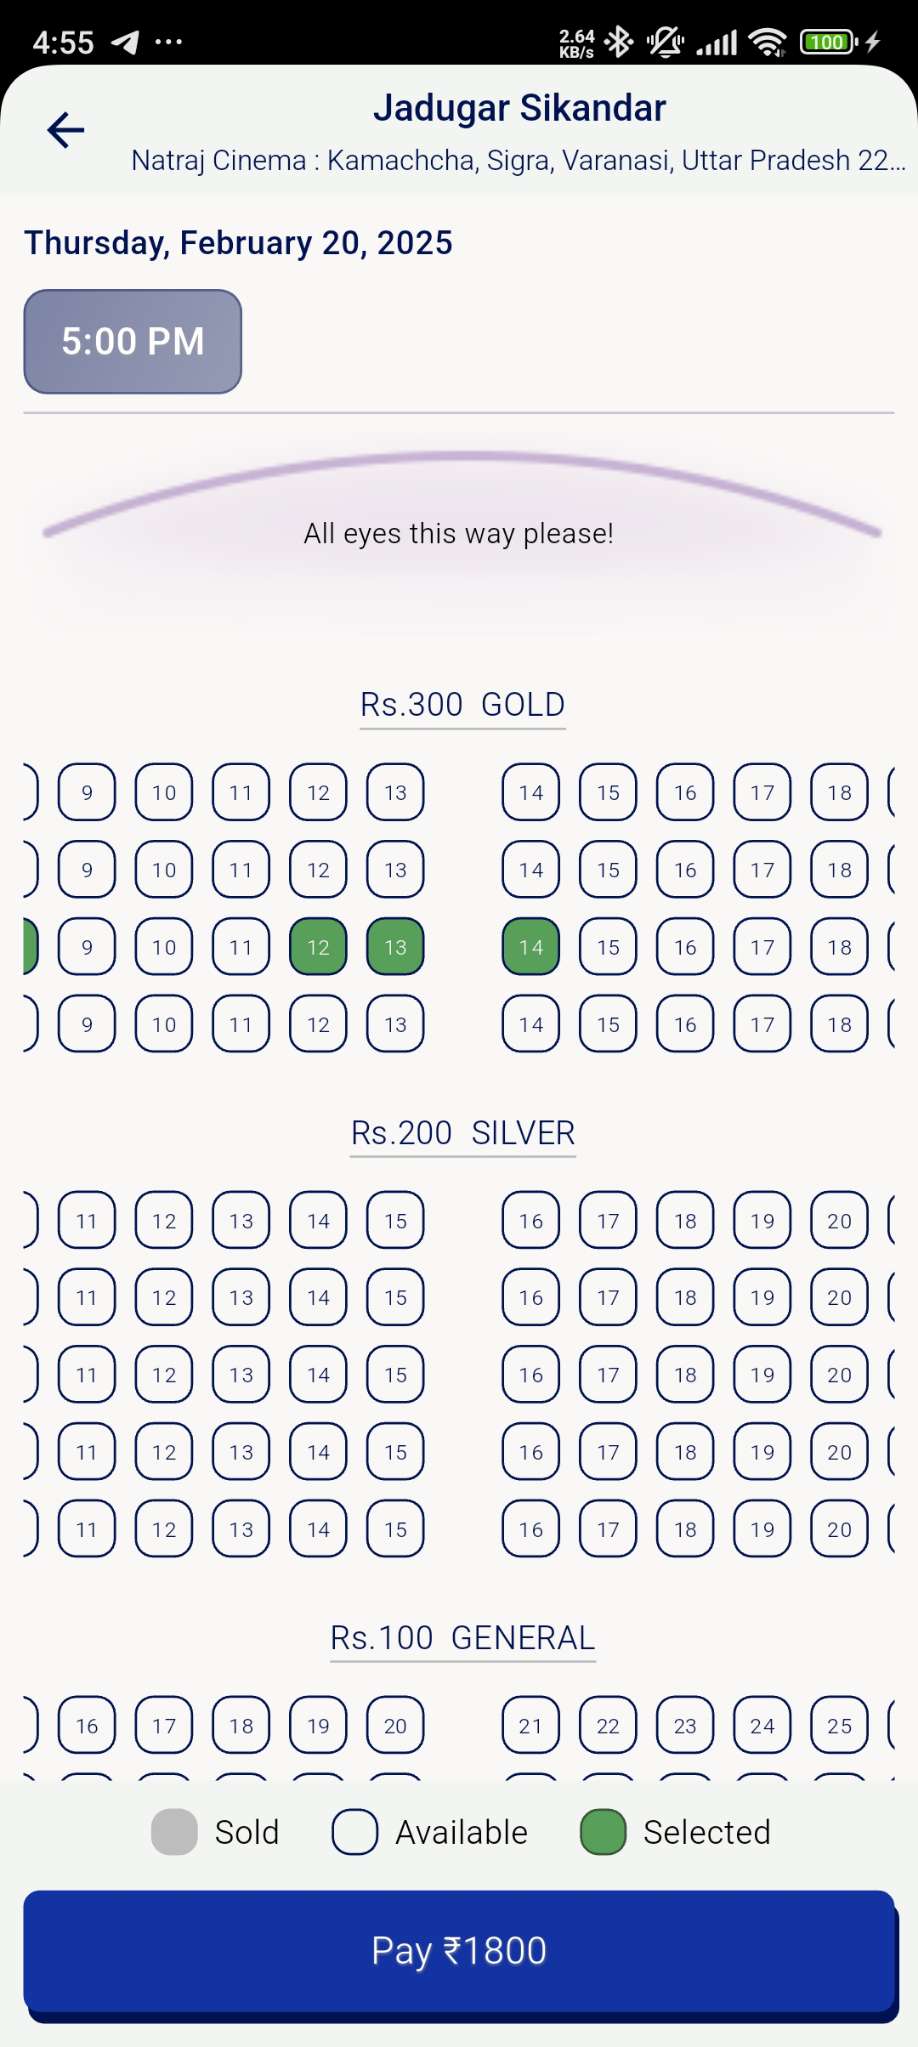 4:55 ...
2.64
KB/s
100
Jadugar Sikandar
Natraj Cinema : Kamachcha, Sigra, Varanasi, Uttar Pradesh 22...
Thursday, February 20, 2025
5:00 PM
All eyes this way please!
Rs.300 GOLD
9 10 11 12 13 14 15 16 17 18
9 10 11 12 13 14 15 16 17 18
9 10 11 12 13 14 15 16 17 18
9 10 11 12 13 14 15 16 17 18
Rs.200 SILVER
11 12 13 14 15 16 17 18 19 20
11 12 13 14 15 16 17 18 19 20
11 12 13 14 15 16 17 18 19 20
11 12 13 14 15 16 17 18 19 20
11 12 13 14 15 16 17 18 19 20
Rs.100 GENERAL
16 17 18 19 20 21 22 23 24 25
Sold Available Selected
Pay ₹1800